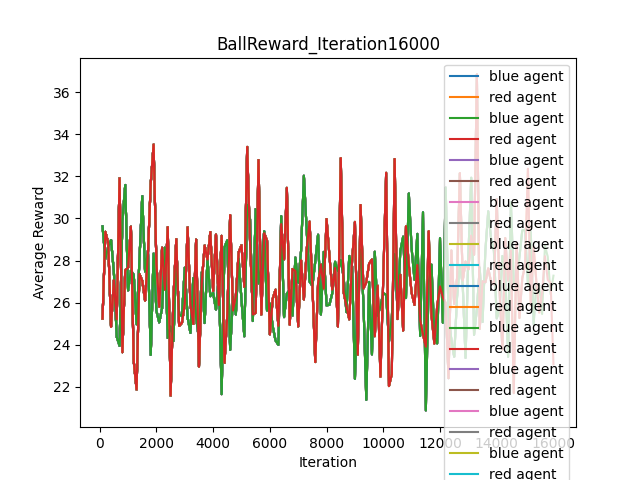 BallReward_Iteration16000
Average Reward
36
34
32
30
28
26
24
22
0
2000
4000
6000
8000
10000
12000
14000
16000
Iteration
blue agent
red agent
blue agent
red agent
blue agent
red agent
blue agent
red agent
blue agent
red agent
blue agent
red agent
blue agent
red agent
blue agent
red agent
blue agent
red agent
blue agent
red agent